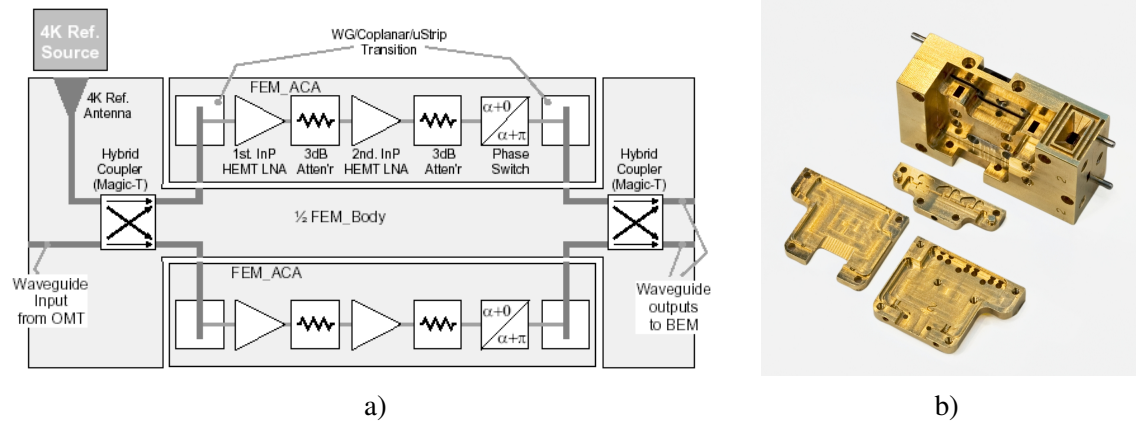 4K Ref.
Source
WG/Coplanar/uStrip
Transition
FEM_ACA
4K Ref.
Antenna
α+0
α+π
1st. InP
HEMT LNA
3dB
Atten'r
2nd. InP
HEMT LNA
3dB
Atten'r
Phase
Switch
Hybrid
Coupler
(Magic-T)
Hybrid
Coupler
(Magic-T)
½ FEM_Body
FEM_ACA
Waveguide
Input
from OMT
α+0
α+π
Waveguide
outputs
to BEM
2
2
a)
b)